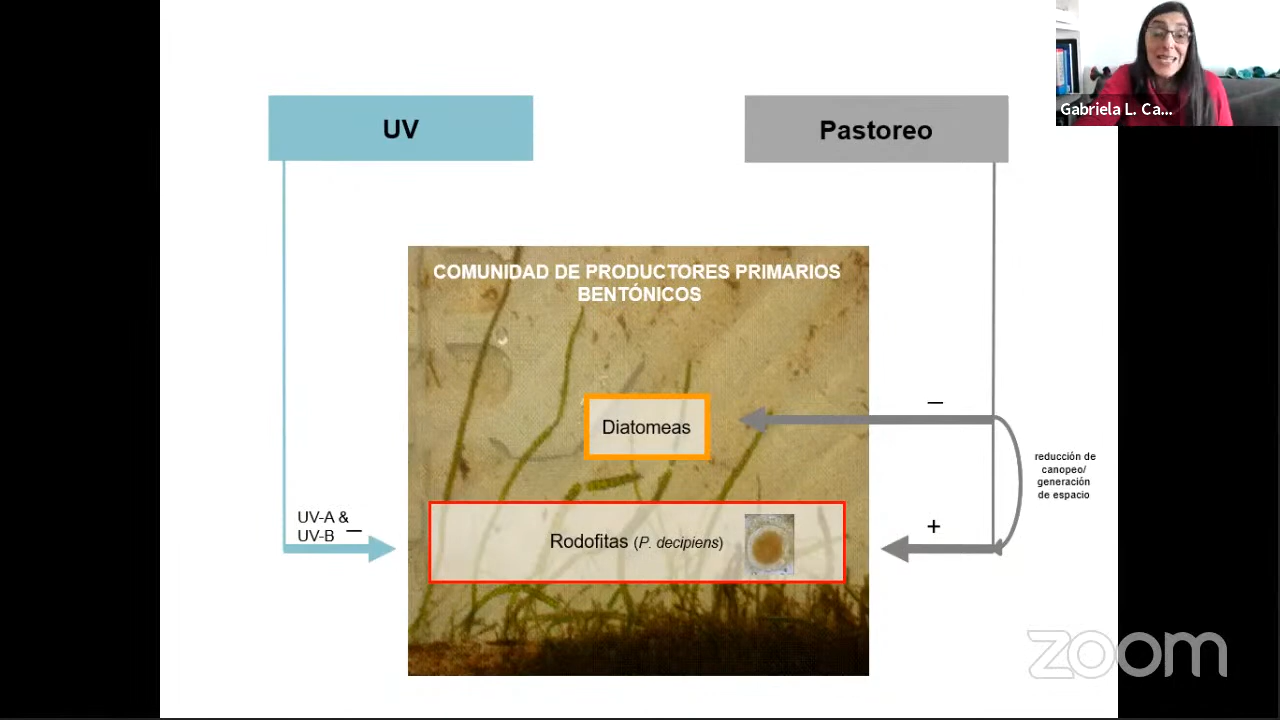 Gabriela L. Ca...
UV
Pastoreo
COMUNIDAD DE PRODUCTORES PRIMARIOS
BENTÓNICOS
Diatomeas
–
reducción de
canopeo/
generación
de espacio
UV-A &
UV-B –
Rodofitas (P. decipiens)
+
zoom